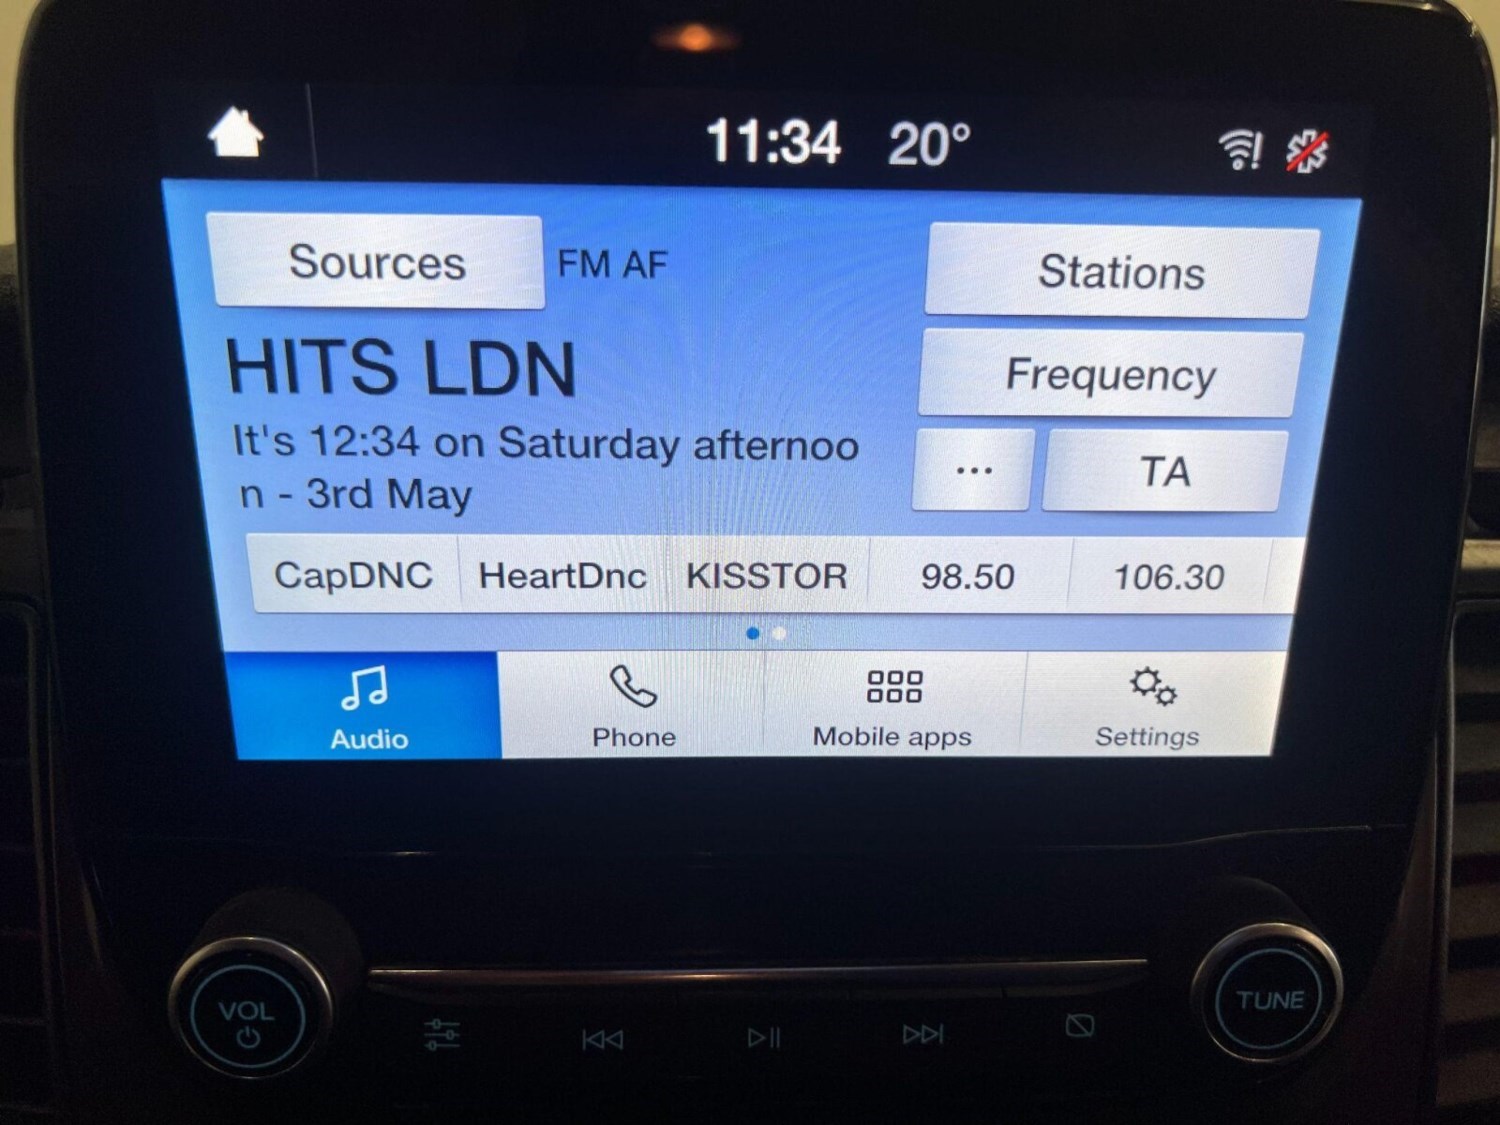 11:34 20°
Sources FM AF Stations
HITS LDN
Frequency
It's 12:34 on Saturday afternoo
n - 3rd May
... TA
CapDNC HeartDnc KISSTOR 98.50 106.30
Audio Phone Mobile apps Settings
VOL TUNE